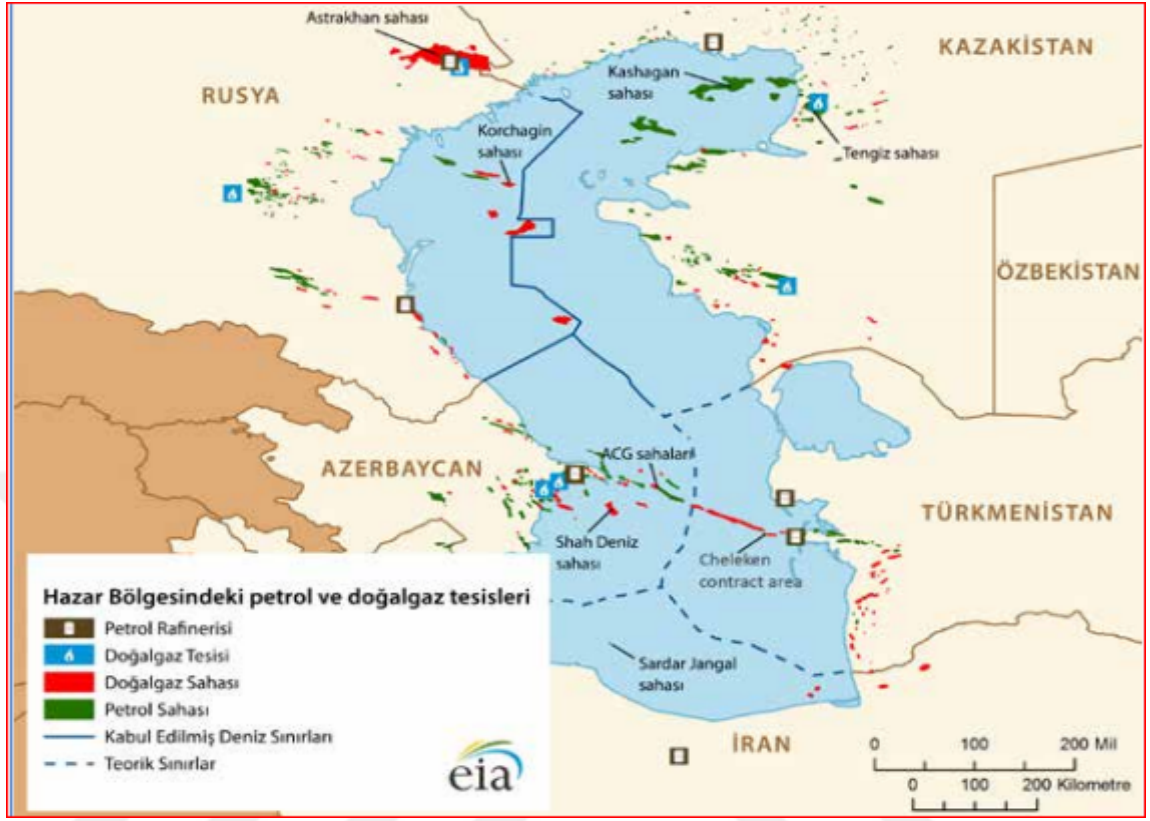 Astrakhan sahası
KAZAKİSTAN
RUSYA
Kashagan
sahası
Korchagin
sahası
Tengiz sahası
ÖZBEKİSTAN
AZERBAYCAN
ACG sahaları
TÜRKMENİSTAN
Shah Deniz
sahası
Cheleken
contract area
Sardar Jangal
sahası
İRAN
Hazar Bölgesindeki petrol ve doğalgaz tesisleri
Petrol Rafinerisi
Doğalgaz Tesisi
Doğalgaz Sahası
Petrol Sahası
Kabul Edilmiş Deniz Sınırları
Teorik Sınırlar
eia
0 100 200 Mil
0 100 200 Kilometre